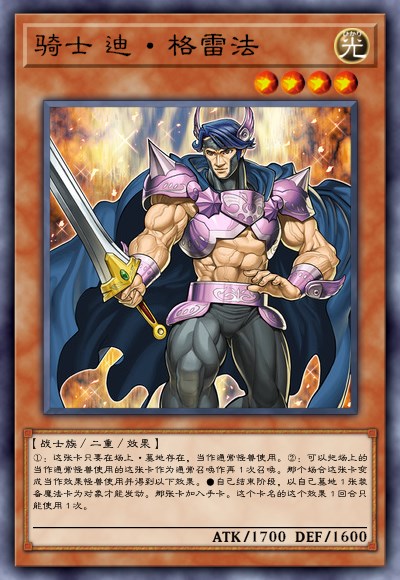 骑士 迪·格雷法
ひかり
光
【战士族／二重／效果】
①：这张卡只要在场上·墓地存在，当作通常怪兽使用。②：可以把场上的
当作通常怪兽使用的这张卡作为通常召唤作再1次召唤。那个场合这张卡变
成当作效果怪兽使用并得到以下效果。●自己结束阶段，以自己墓地1张装
备魔法卡为对象才能发动。那张卡加入手卡。这个卡名的这个效果1回合只
能使用1次。
ATK/1700 DEF/1600